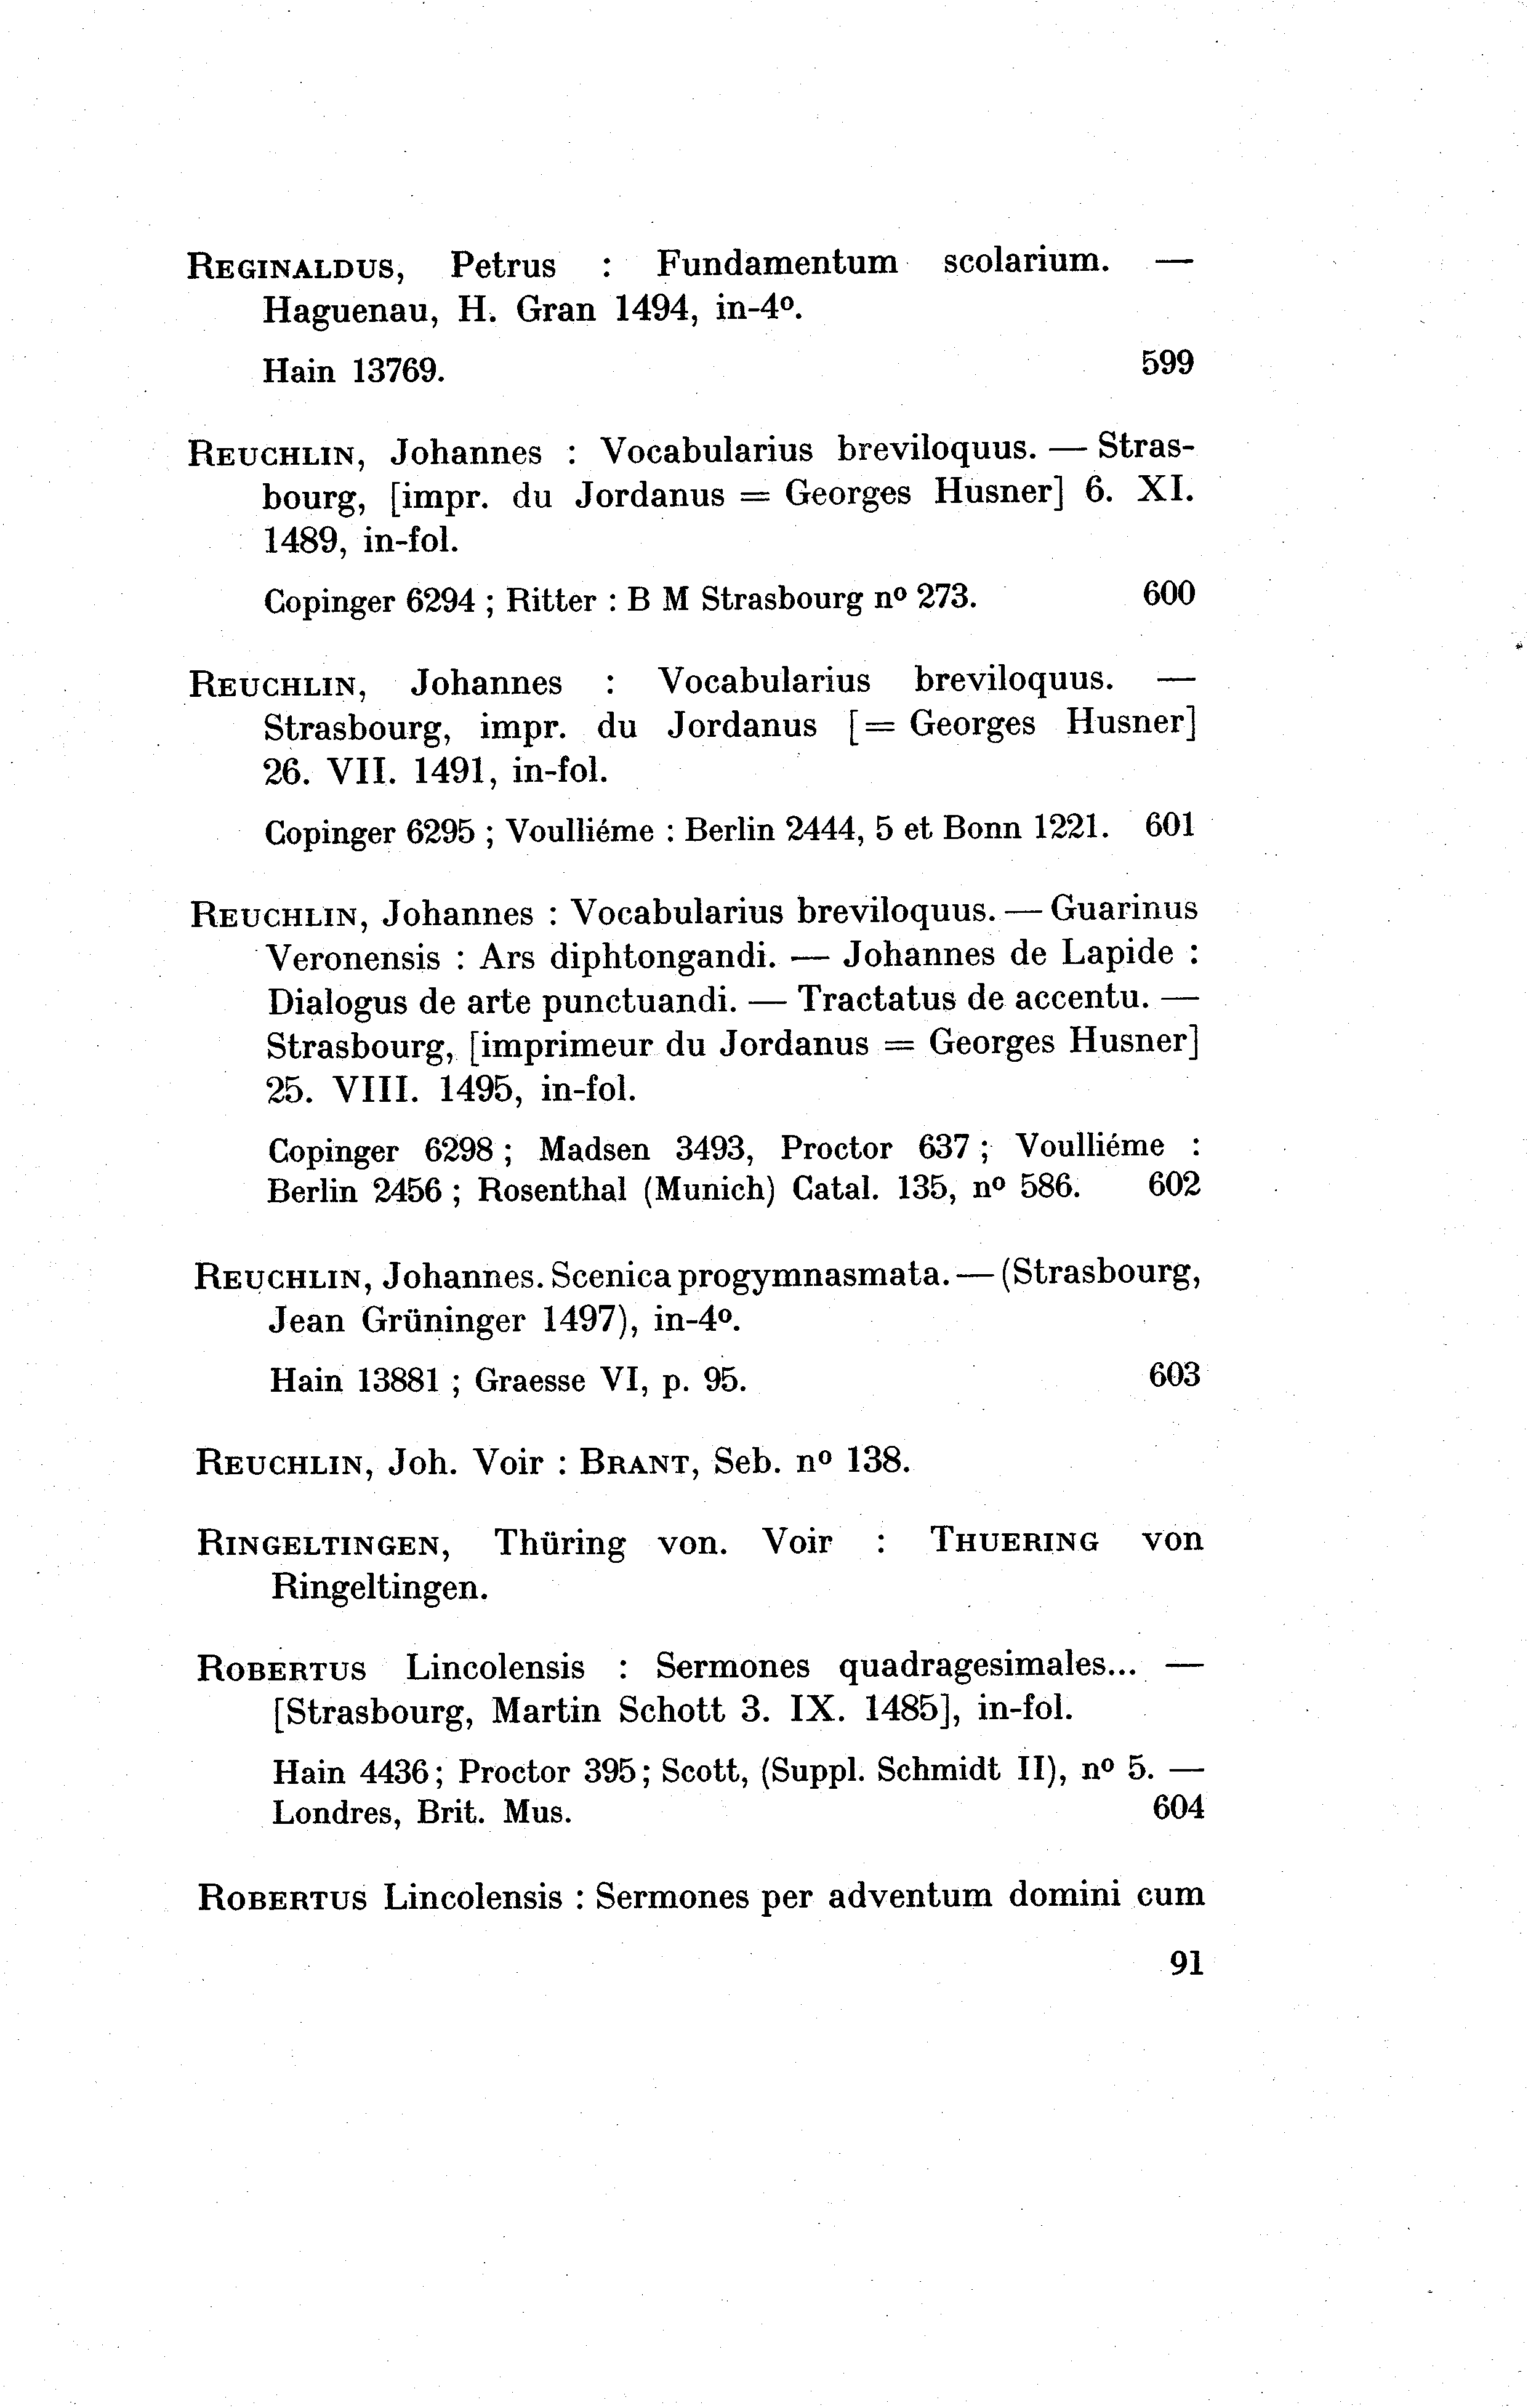 REGINALDUS, Petrus : Fundamentum scolarium. —
Haguenau, H. Gran 1494, in-4º.
Hain 13769. 599
REUCHLIN, Johannes : Vocabularius breviloquus. — Stras-
bourg, [impr. du Jordanus = Georges Husner] 6. XI.
1489, in-fol.
Copinger 6294 ; Ritter : B M Strasbourg nº 273. 600
REUCHLIN, Johannes : Vocabularius breviloquus. —
Strasbourg, impr. du Jordanus [= Georges Husner]
26. VII. 1491, in-fol.
Copinger 6295 ; Voulliéme : Berlin 2444, 5 et Bonn 1221. 601
REUCHLIN, Johannes : Vocabularius breviloquus. — Guarinus
Veronensis : Ars diphtongandi. — Johannes de Lapide :
Dialogus de arte punctuandi. — Tractatus de accentu. —
Strasbourg, [imprimeur du Jordanus = Georges Husner]
25. VIII. 1495, in-fol.
Copinger 6298 ; Madsen 3493, Proctor 637 ; Voulliéme :
Berlin 2456 ; Rosenthal (Munich) Catal. 135, nº 586. 602
REUCHLIN, Johannes. Scenica progymnasmata. — (Strasbourg,
Jean Grüninger 1497), in-4º.
Hain 13881 ; Graesse VI, p. 95. 603
REUCHLIN, Joh. Voir : BRANT, Seb. nº 138.
RINGELTINGEN, Thüring von. Voir : THUERING von
Ringeltingen.
ROBERTUS Lincolensis : Sermones quadragesimales... —
[Strasbourg, Martin Schott 3. IX. 1485], in-fol.
Hain 4436; Proctor 395; Scott, (Suppl. Schmidt II), nº 5. —
Londres, Brit. Mus. 604
ROBERTUS Lincolensis : Sermones per adventum domini cum
91